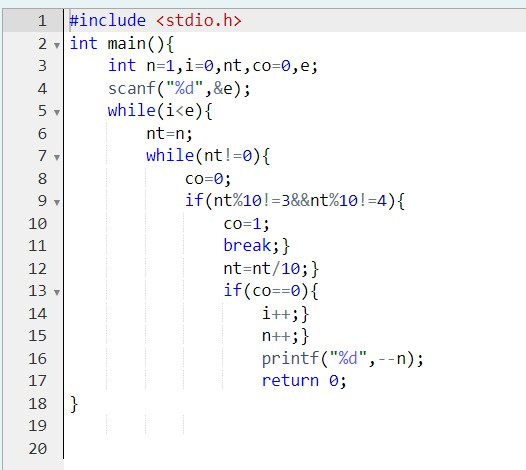 1 #include <stdio.h>
2 int main(){
3     int n=1,i=0,nt,co=0,e;
4     scanf("%d",&e);
5     while(i<e){
6         nt=n;
7         while(nt!=0){
8             co=0;
9             if(nt%10!=3&&nt%10!=4){
10                 co=1;
11                 break;}
12                 nt=nt/10;}
13                 if(co==0){
14                     i++;}
15                     n++;}
16                     printf("%d",--n);
17                     return 0;
18 }
19
20